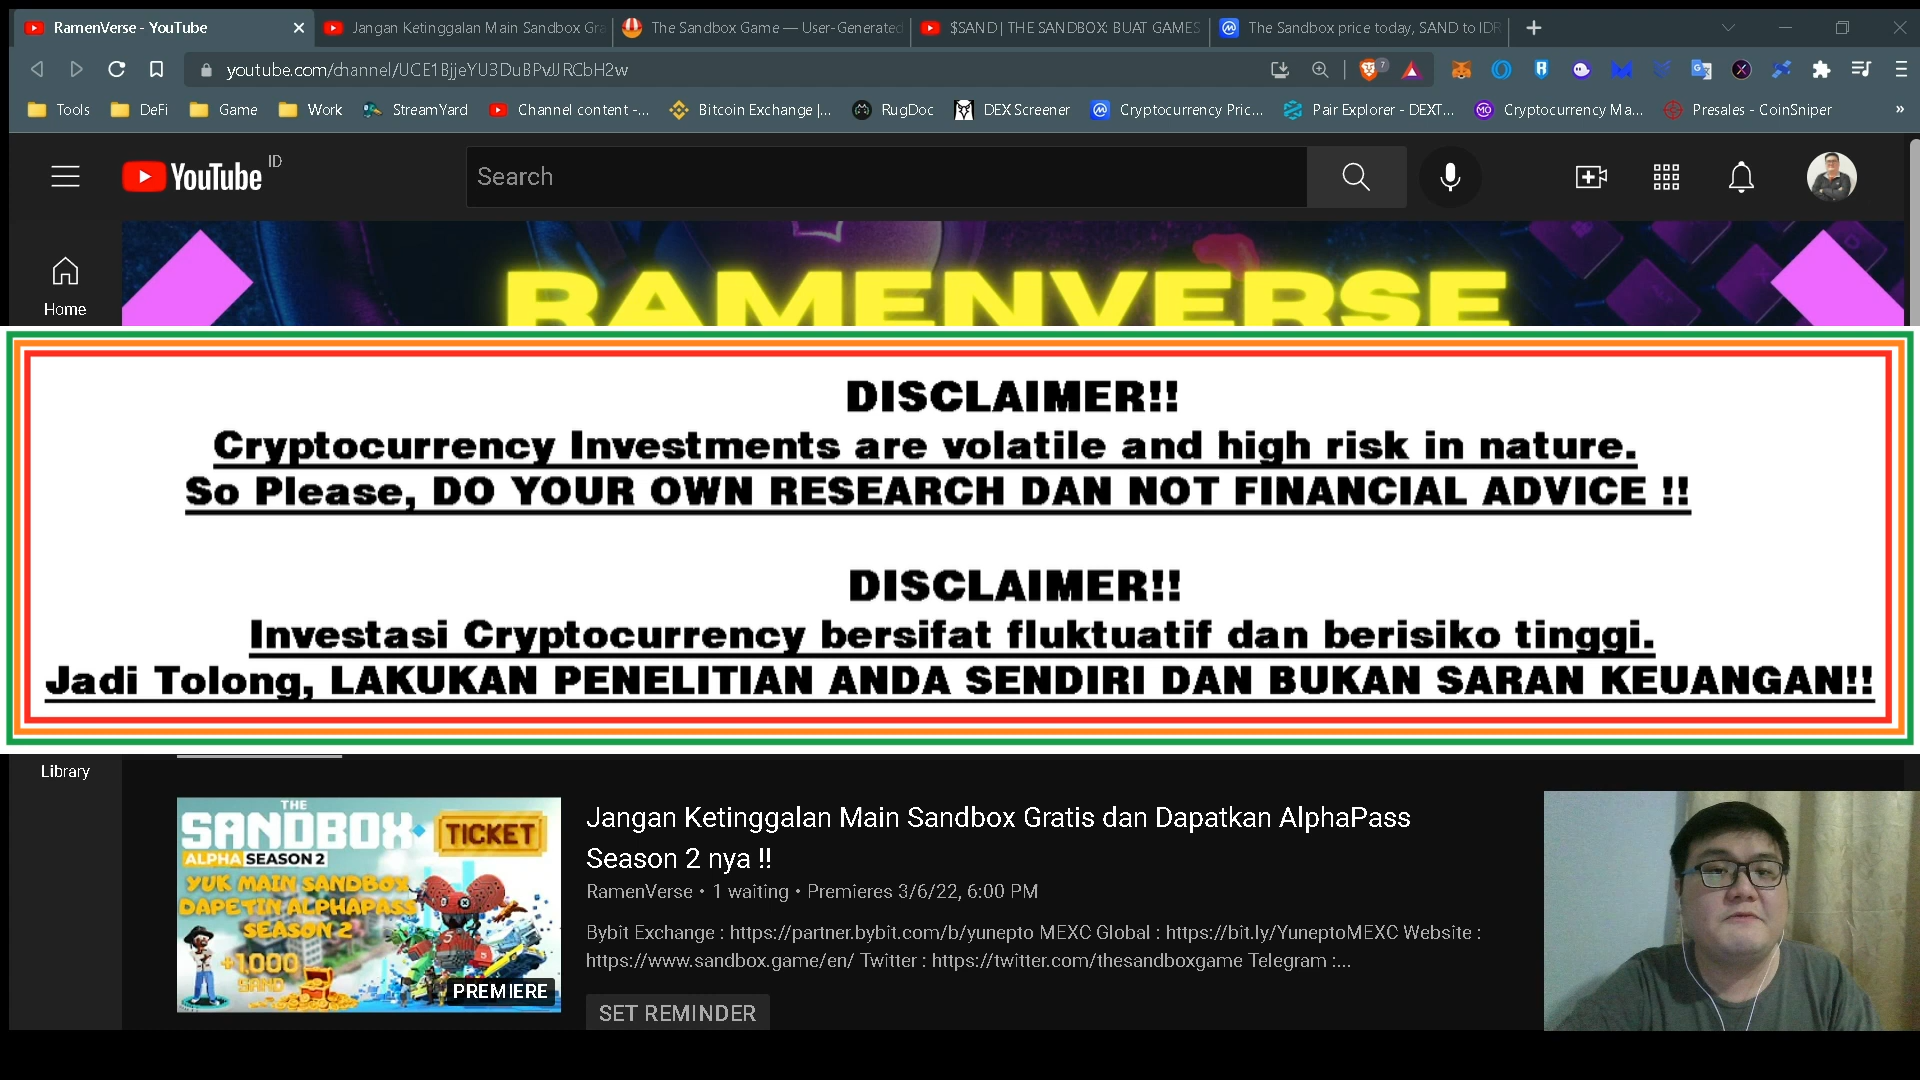 RamenVerse - YouTube
Jangan Ketinggalan Main Sandbox Gra
The Sandbox Game — User-Generated
$SAND | THE SANDBOX: BUAT GAMES
The Sandbox price today, SAND to IDR
youtube.com/channel/UCE1BjjeYU3DuBPvJJRCbH2w
7
Tools
DeFi
Game
Work
StreamYard
Channel content -...
Bitcoin Exchange |...
RugDoc
DEX Screener
Cryptocurrency Pric...
Pair Explorer - DEXT...
Cryptocurrency Ma...
Presales - CoinSniper
»
YouTube ID
Search
Home
RAMENVERSE
DISCLAIMER!!
Cryptocurrency Investments are volatile and high risk in nature.
So Please, DO YOUR OWN RESEARCH DAN NOT FINANCIAL ADVICE !!
DISCLAIMER!!
Investasi Cryptocurrency bersifat fluktuatif dan berisiko tinggi.
Jadi Tolong, LAKUKAN PENELITIAN ANDA SENDIRI DAN BUKAN SARAN KEUANGAN!!
Library
THE
SANDBOX
TICKET
ALPHA SEASON 2
YUK MAIN SANDBOX
DAPETIN ALPHAPASS
SEASON 2
+1,000
SAND
PREMIERE
Jangan Ketinggalan Main Sandbox Gratis dan Dapatkan AlphaPass
Season 2 nya !!
RamenVerse • 1 waiting • Premieres 3/6/22, 6:00 PM
Bybit Exchange : https://partner.bybit.com/b/yunepto MEXC Global : https://bit.ly/YuneptoMEXC Website :
https://www.sandbox.game/en/ Twitter : https://twitter.com/thesandboxgame Telegram :...
SET REMINDER